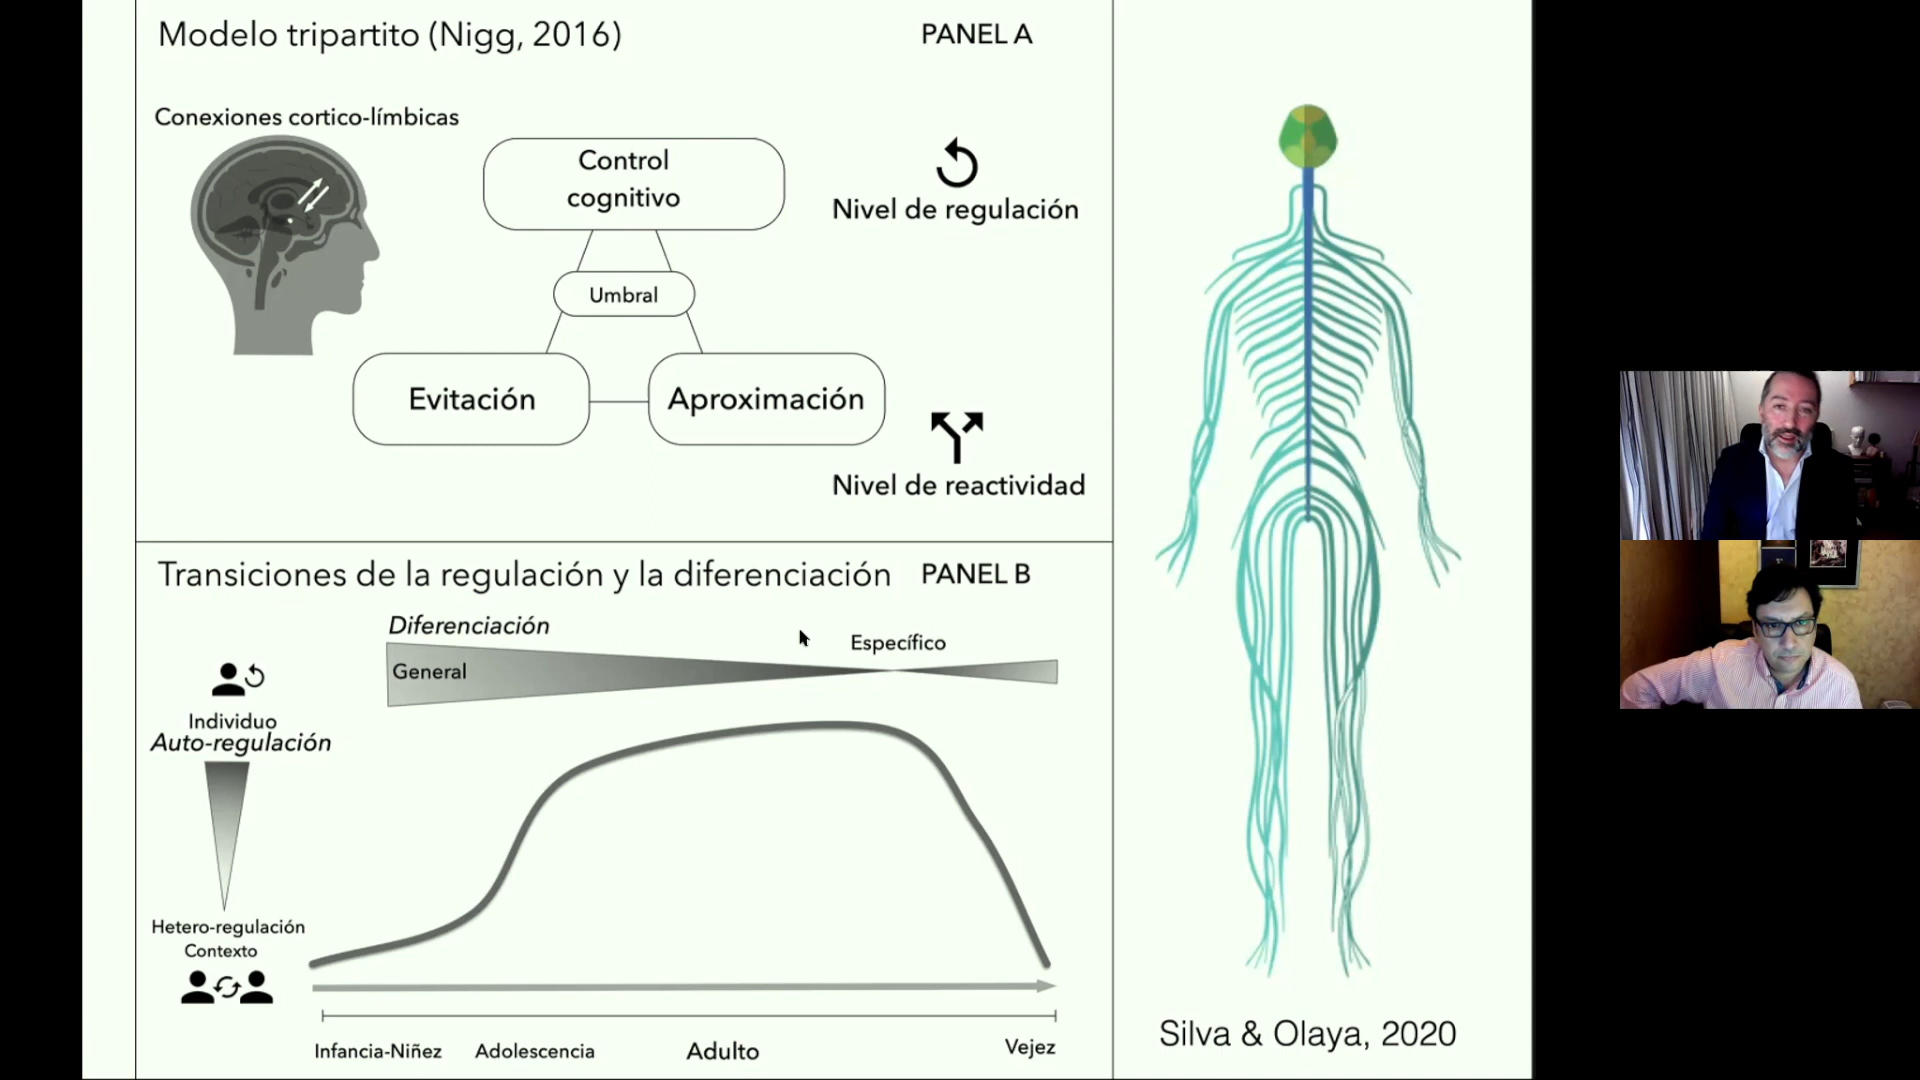 Modelo tripartito (Nigg, 2016)
PANEL A
Conexiones cortico-límbicas
Control
cognitivo
Nivel de regulación
Umbral
Evitación
Aproximación
Nivel de reactividad
Transiciones de la regulación y la diferenciación
PANEL B
Diferenciación
General
Específico
Individuo
Auto-regulación
Hetero-regulación
Contexto
Infancia-Niñez
Adolescencia
Adulto
Vejez
Silva & Olaya, 2020